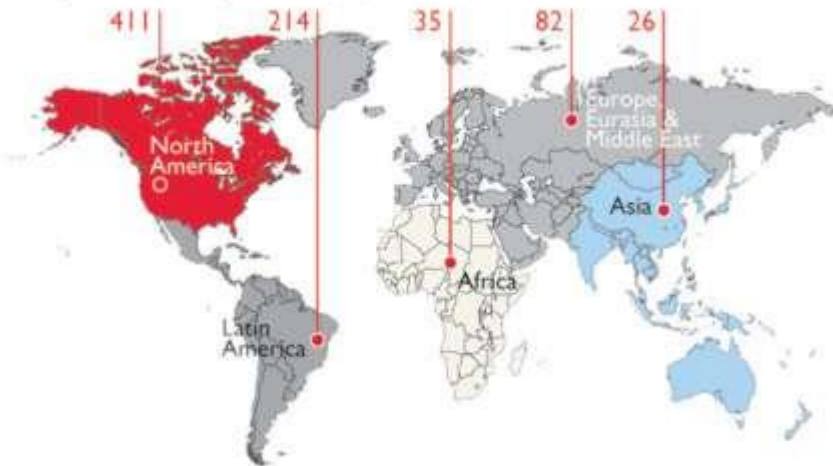 411 214 35 82 26
Europe,
Eurasia &
Middle East
North
America
Asia
Africa
Latin
America